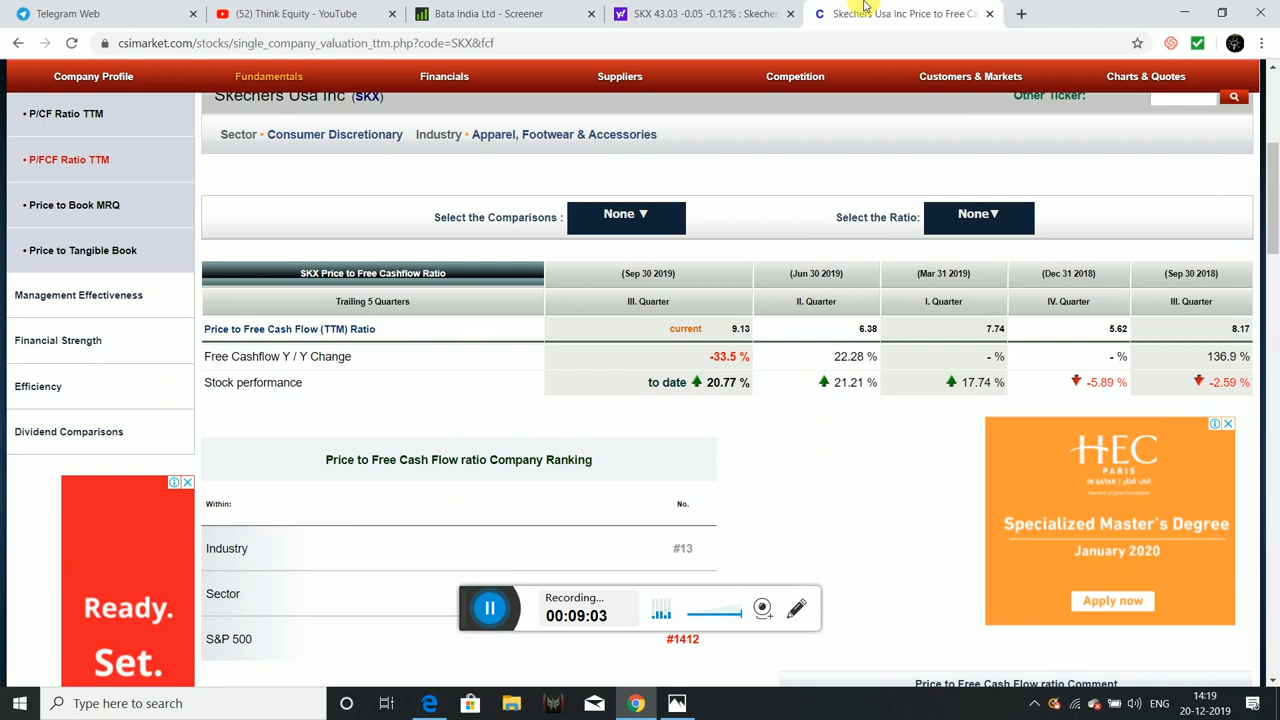 Telegram Web
(52) Think Equity - YouTube
Bata India Ltd - Screener
SKX 43.03 -0.05 -0.12% : Skecher
Skechers Usa Inc Price to Free Ca
csimarket.com/stocks/single_company_valuation_ttm.php?code=SKX&fcf
Company Profile
Fundamentals
Financials
Suppliers
Competition
Customers & Markets
Charts & Quotes
Skechers Usa Inc (SKX)
Other Ticker:
Sector • Consumer Discretionary Industry • Apparel, Footwear & Accessories
• P/CF Ratio TTM
• P/FCF Ratio TTM
• Price to Book MRQ
• Price to Tangible Book
Management Effectiveness
Financial Strength
Efficiency
Dividend Comparisons
Select the Comparisons : None ▼
Select the Ratio: None▼
SKX Price to Free Cashflow Ratio (Sep 30 2019) (Jun 30 2019) (Mar 31 2019) (Dec 31 2018) (Sep 30 2018)
Trailing 5 Quarters III. Quarter II. Quarter I. Quarter IV. Quarter III. Quarter
Price to Free Cash Flow (TTM) Ratio current 9.13 6.38 7.74 5.62 8.17
Free Cashflow Y / Y Change -33.5 % 22.28 % - % - % 136.9 %
Stock performance to date 20.77 % 21.21 % 17.74 % -5.89 % -2.59 %
Price to Free Cash Flow ratio Company Ranking
Within: No.
Industry #13
Sector
S&P 500 #1412
Price to Free Cash Flow ratio Comment
Ready.
Set.
HEC
PARIS
IN QATAR | في قطر
Specialized Master's Degree
January 2020
Apply now
Recording...
00:09:03
Type here to search
ENG
14:19
20-12-2019